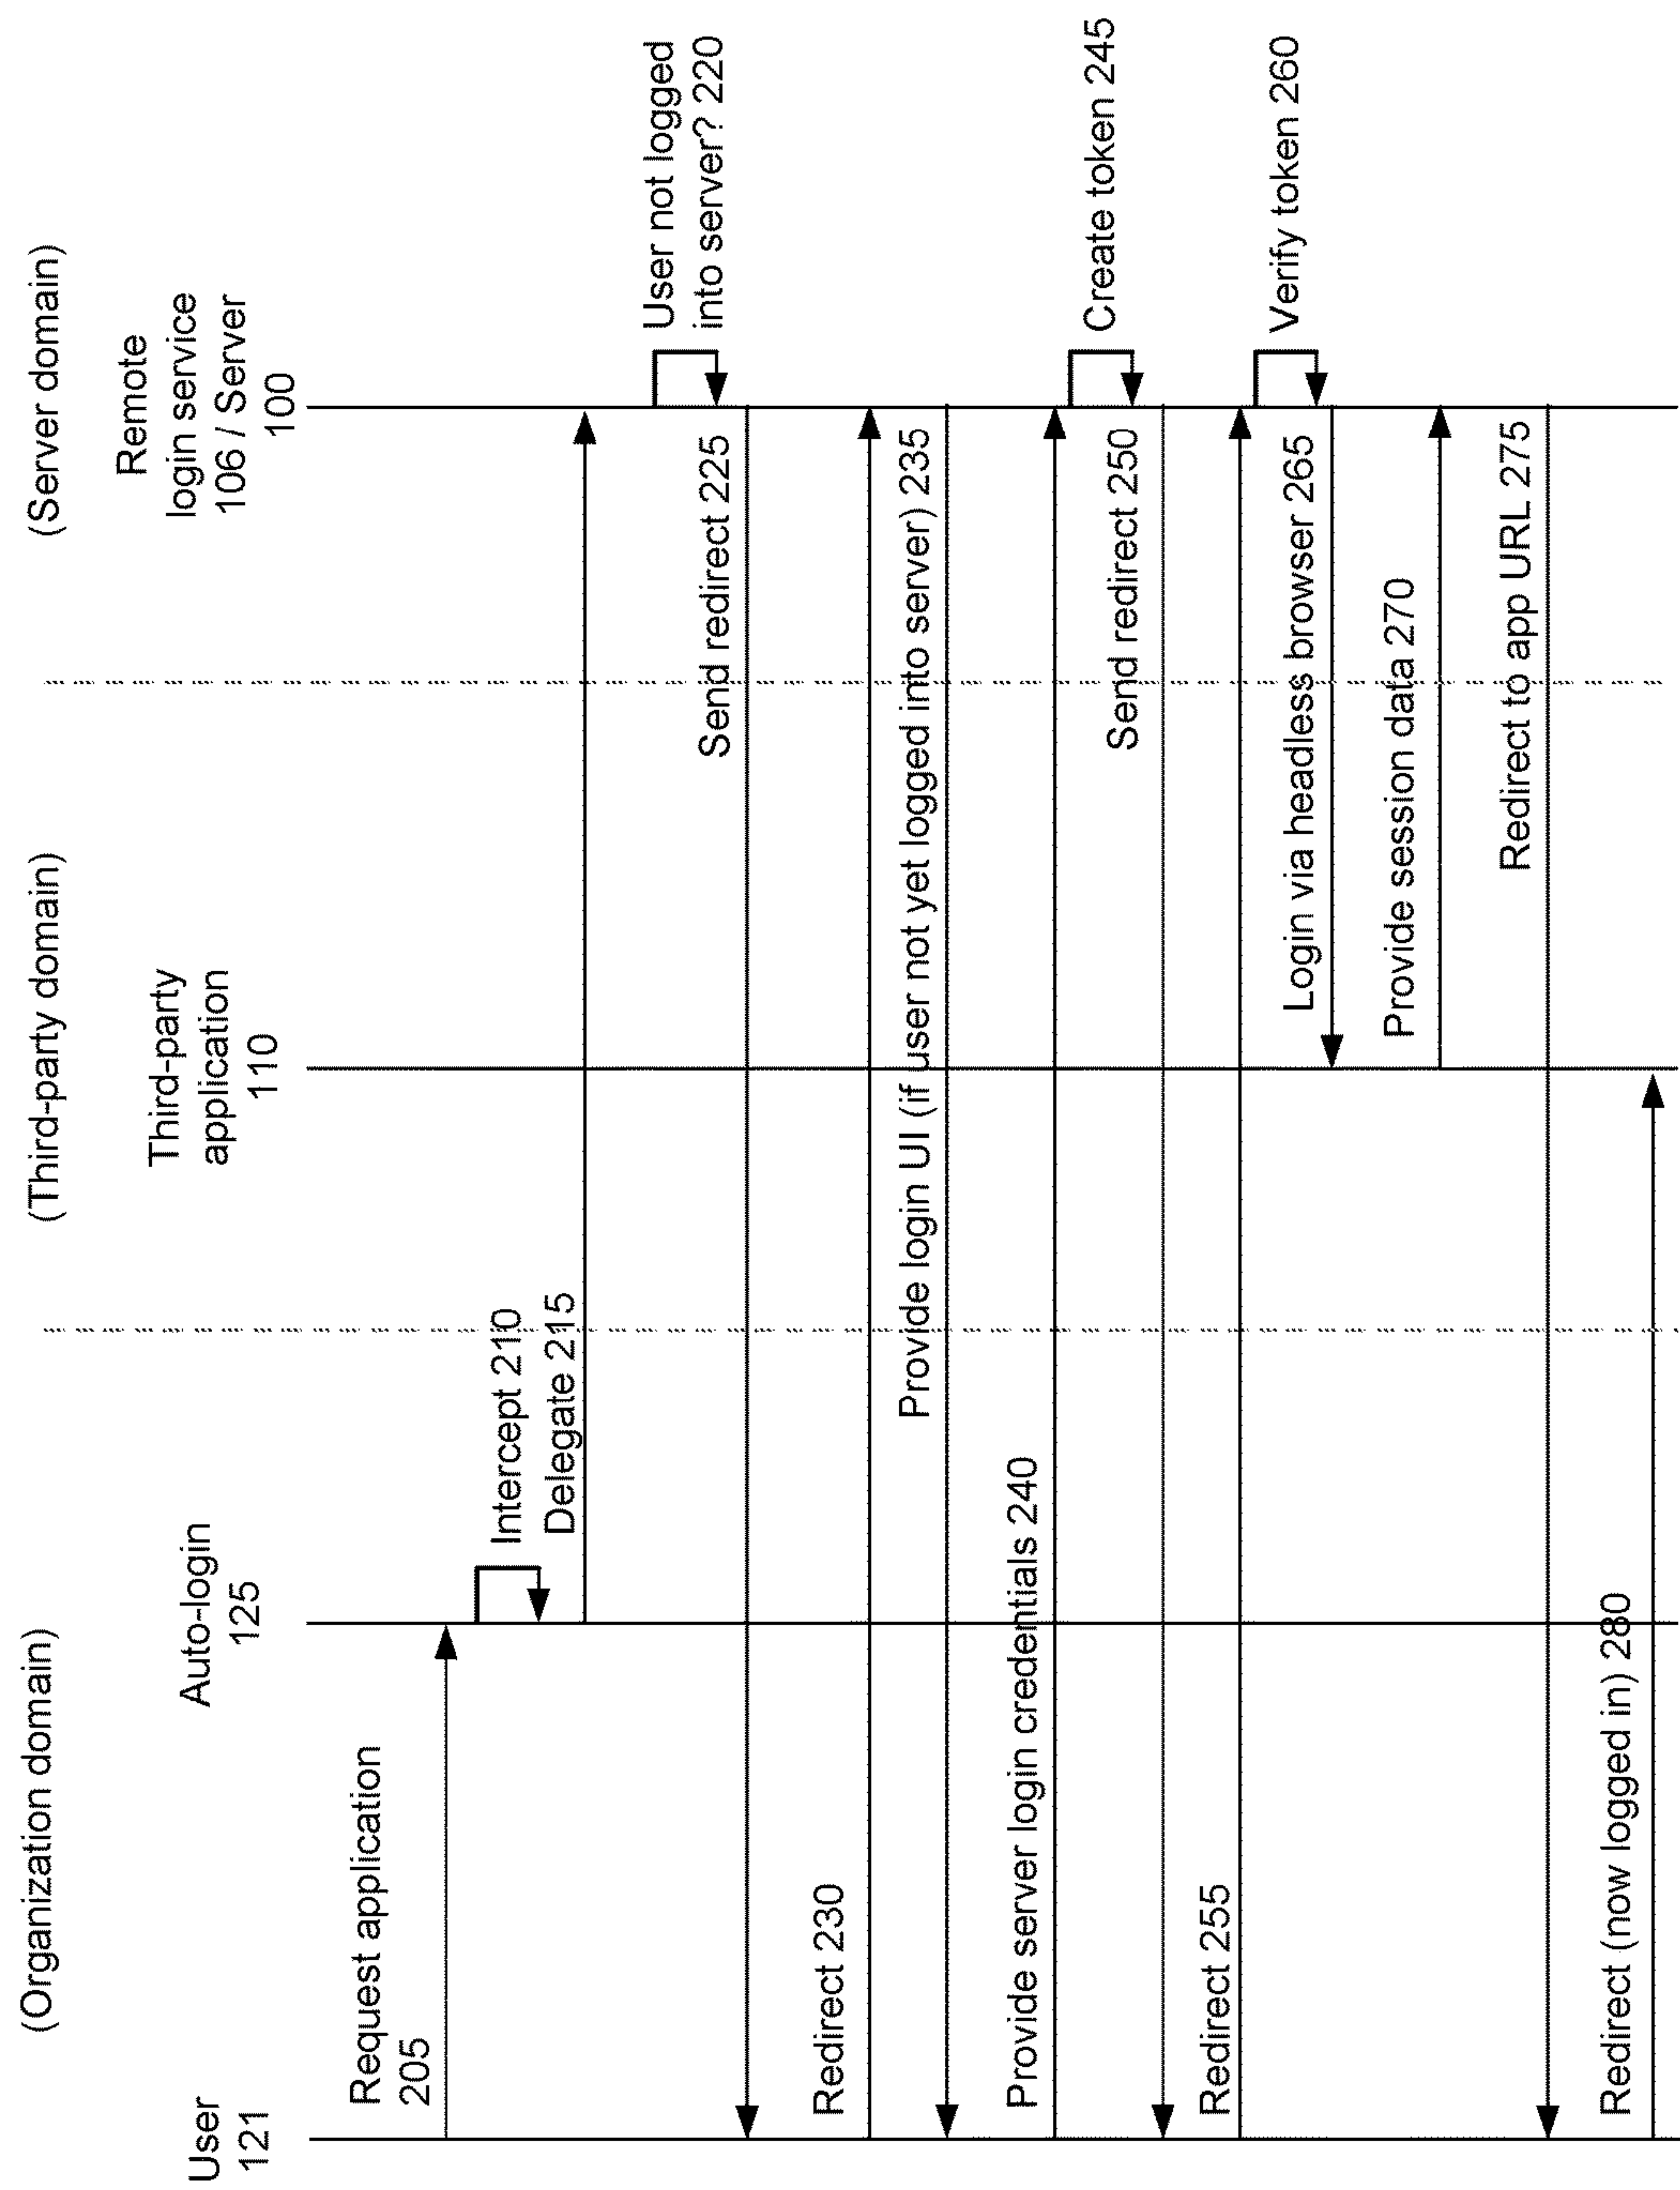 (Organization domain)
(Third-party domain)
(Server domain)
User
121
Auto-login
125
Third-party
application
110
Remote
login service
106 / Server
100
Request application
205
Intercept 210
Delegate 215
User not logged
into server? 220
Send redirect 225
Redirect 230
Provide login UI (if user not yet logged into server) 235
Provide server login credentials 240
Create token 245
Send redirect 250
Redirect 255
Verify token 260
Login via headless browser 265
Provide session data 270
Redirect to app URL 275
Redirect (now logged in) 280